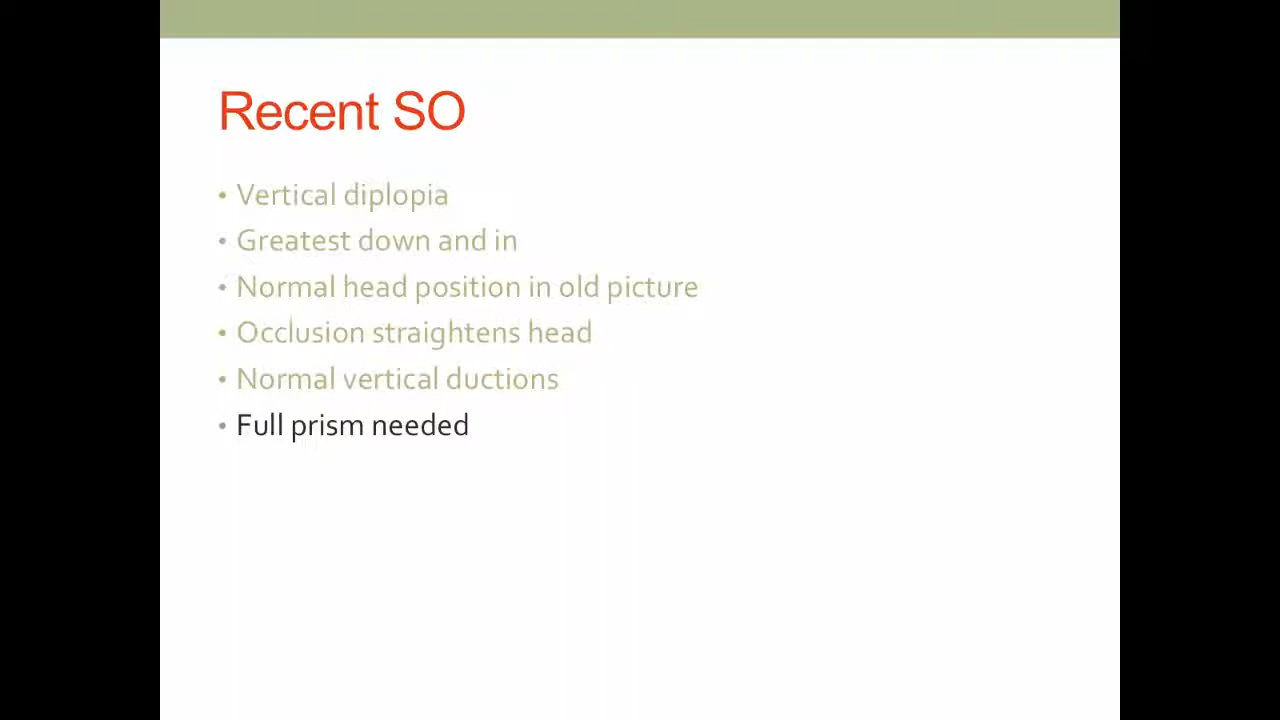 Recent SO
• Vertical diplopia
• Greatest down and in
• Normal head position in old picture
• Occlusion straightens head
• Normal vertical ductions
• Full prism needed